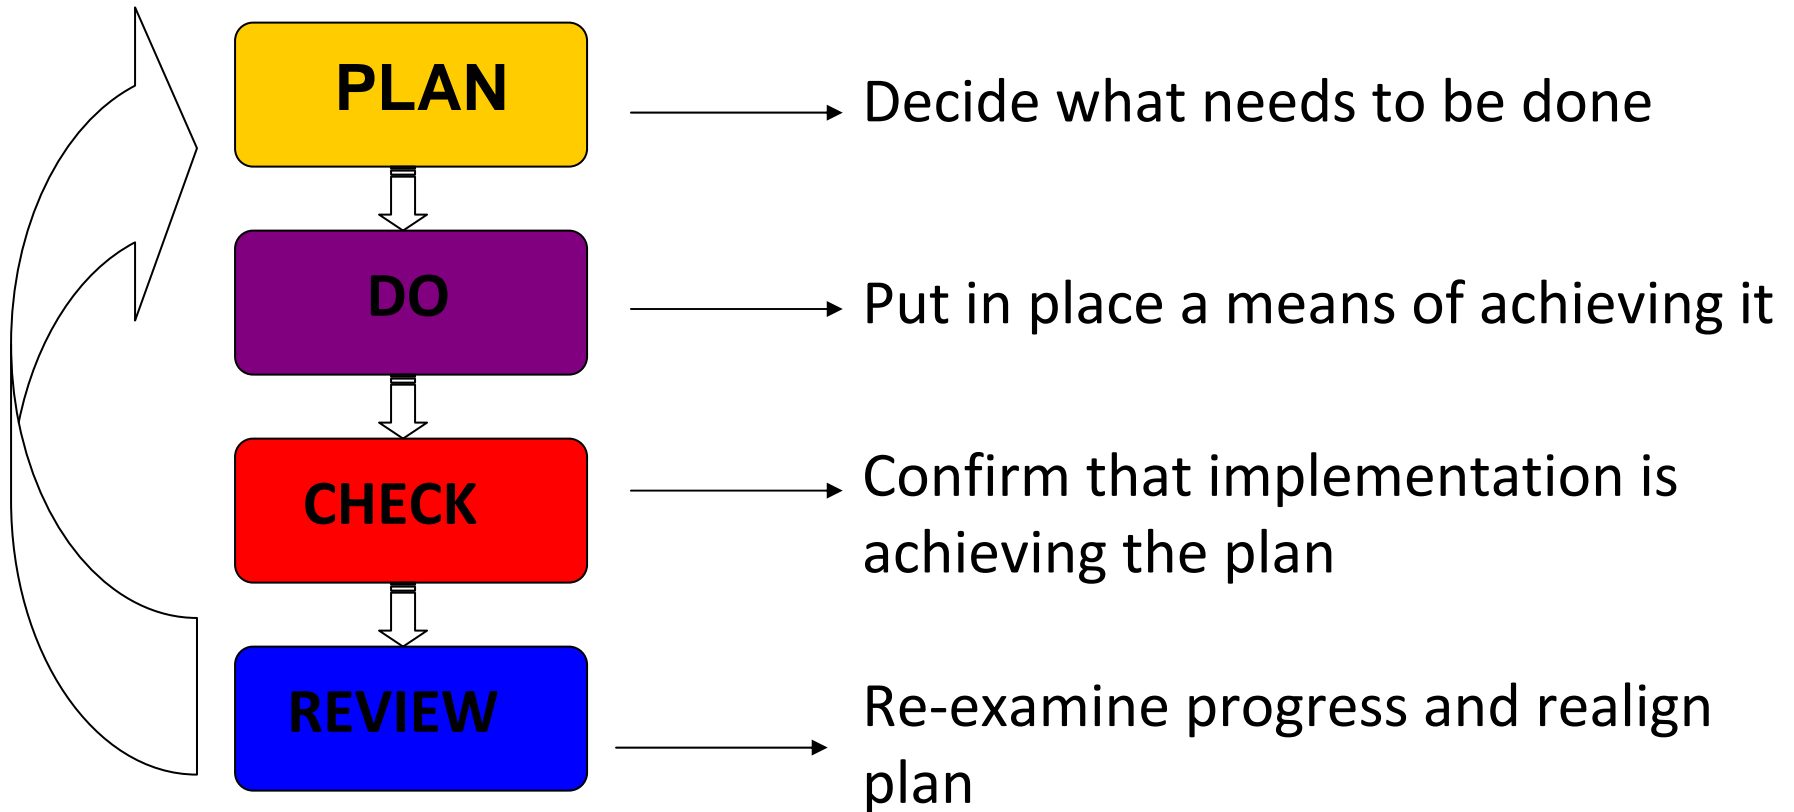 PLAN
Decide what needs to be done
DO
Put in place a means of achieving it
CHECK
Confirm that implementation is
achieving the plan
REVIEW
Re-examine progress and realign
plan